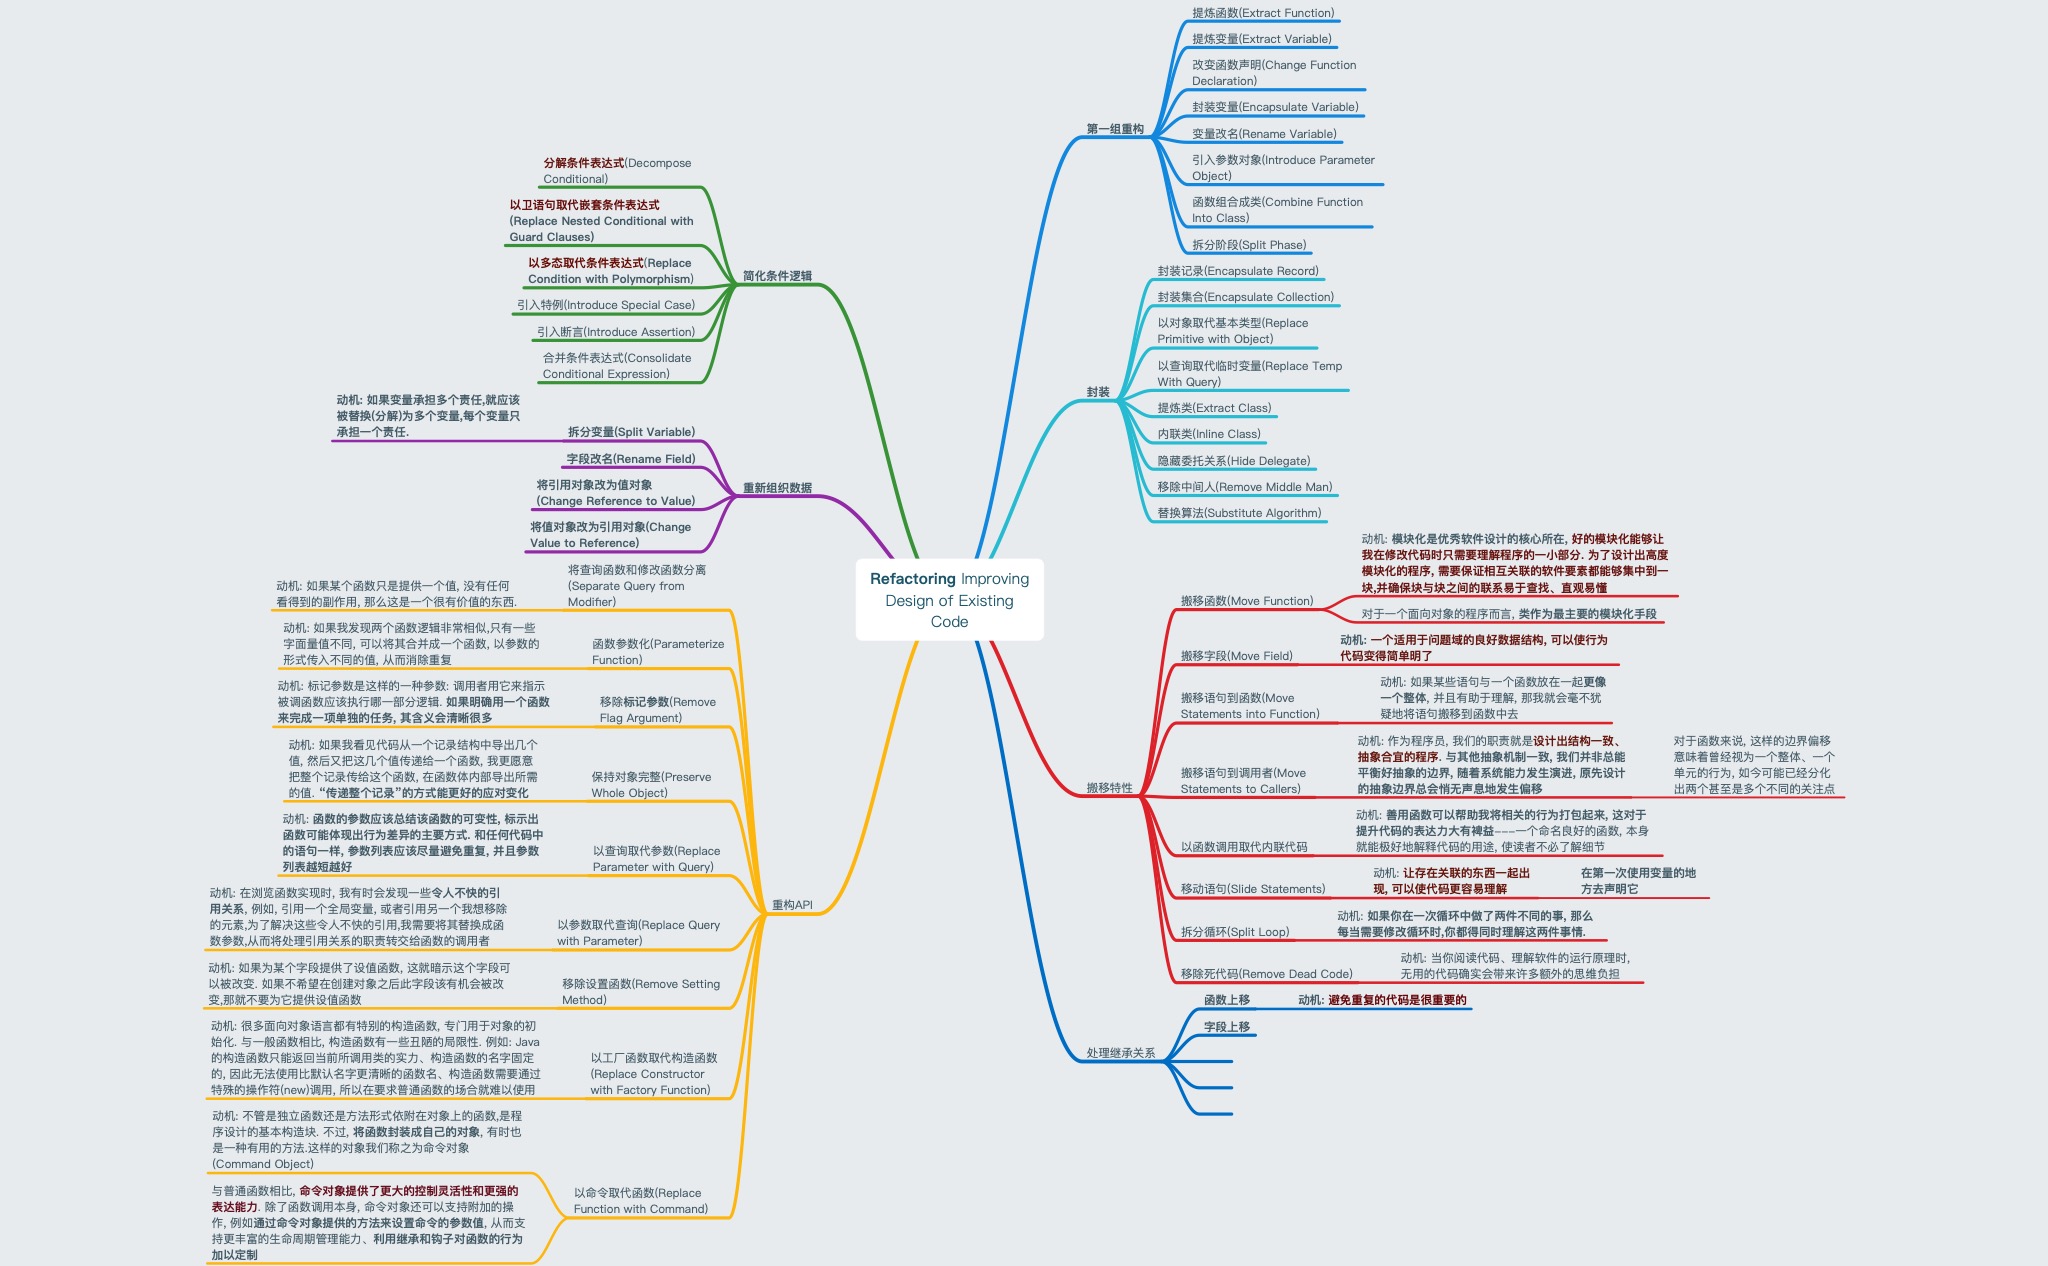 Refactoring Improving
Design of Existing
Code
第一组重构
提炼函数(Extract Function)
提炼变量(Extract Variable)
改变函数声明(Change Function
Declaration)
封装变量(Encapsulate Variable)
变量改名(Rename Variable)
引入参数对象(Introduce Parameter
Object)
函数组合成类(Combine Function
Into Class)
拆分阶段(Split Phase)
封装
封装记录(Encapsulate Record)
封装集合(Encapsulate Collection)
以对象取代基本类型(Replace
Primitive with Object)
以查询取代临时变量(Replace Temp
With Query)
提炼类(Extract Class)
内联类(Inline Class)
隐藏委托关系(Hide Delegate)
移除中间人(Remove Middle Man)
替换算法(Substitute Algorithm)
搬移特性
搬移函数(Move Function)
动机: 模块化是优秀软件设计的核心所在, 好的模块化能够让
我在修改代码时只需要理解程序的一小部分. 为了设计出高度
模块化的程序, 需要保证相互关联的软件要素都能够集中到一
块,并确保块与块之间的联系易于查找、直观易懂
对于一个面向对象的程序而言, 类作为最主要的模块化手段
搬移字段(Move Field)
动机: 一个适用于问题域的良好数据结构, 可以使行为
代码变得简单明了
搬移语句到函数(Move
Statements into Function)
动机: 如果某些语句与一个函数放在一起更像
一个整体, 并且有助于理解, 那我就会毫不犹
疑地将语句搬移到函数中去
搬移语句到调用者(Move
Statements to Callers)
动机: 作为程序员, 我们的职责就是设计出结构一致、
抽象合宜的程序. 与其他抽象机制一致, 我们并非总能
平衡好抽象的边界, 随着系统能力发生演进, 原先设计
的抽象边界总会悄无声息地发生偏移
对于函数来说, 这样的边界偏移
意味着曾经视为一个整体、一个
单元的行为, 如今可能已经分化
出两个甚至是多个不同的关注点
以函数调用取代内联代码
动机: 善用函数可以帮助我将相关的行为打包起来, 这对于
提升代码的表达力大有裨益---一个命名良好的函数, 本身
就能极好地解释代码的用途, 使读者不必了解细节
移动语句(Slide Statements)
动机: 让存在关联的东西一起出
现, 可以使代码更容易理解
在第一次使用变量的地
方去声明它
拆分循环(Split Loop)
动机: 如果你在一次循环中做了两件不同的事, 那么
每当需要修改循环时,你都得同时理解这两件事情.
移除死代码(Remove Dead Code)
动机: 当你阅读代码、理解软件的运行原理时,
无用的代码确实会带来许多额外的思维负担
处理继承关系
函数上移
动机: 避免重复的代码是很重要的
字段上移
简化条件逻辑
分解条件表达式(Decompose
Conditional)
以卫语句取代嵌套条件表达式
(Replace Nested Conditional with
Guard Clauses)
以多态取代条件表达式(Replace
Condition with Polymorphism)
引入特例(Introduce Special Case)
引入断言(Introduce Assertion)
合并条件表达式(Consolidate
Conditional Expression)
重新组织数据
拆分变量(Split Variable)
动机: 如果变量承担多个责任,就应该
被替换(分解)为多个变量,每个变量只
承担一个责任.
字段改名(Rename Field)
将引用对象改为值对象
(Change Reference to Value)
将值对象改为引用对象(Change
Value to Reference)
重构API
将查询函数和修改函数分离
(Separate Query from
Modifier)
动机: 如果某个函数只是提供一个值, 没有任何
看得到的副作用, 那么这是一个很有价值的东西.
函数参数化(Parameterize
Function)
动机: 如果我发现两个函数逻辑非常相似,只有一些
字面量值不同, 可以将其合并成一个函数, 以参数的
形式传入不同的值, 从而消除重复
移除标记参数(Remove
Flag Argument)
动机: 标记参数是这样的一种参数: 调用者用它来指示
被调函数应该执行哪一部分逻辑. 如果明确用一个函数
来完成一项单独的任务, 其含义会清晰很多
保持对象完整(Preserve
Whole Object)
动机: 如果我看见代码从一个记录结构中导出几个
值, 然后又把这几个值传递给一个函数, 我更愿意
把整个记录传给这个函数, 在函数体内部导出所需
的值. “传递整个记录”的方式能更好的应对变化
以查询取代参数(Replace
Parameter with Query)
动机: 函数的参数应该总结该函数的可变性, 标示出
函数可能体现出行为差异的主要方式. 和任何代码中
的语句一样, 参数列表应该尽量避免重复, 并且参数
列表越短越好
以参数取代查询(Replace Query
with Parameter)
动机: 在浏览函数实现时, 我有时会发现一些令人不快的引
用关系, 例如, 引用一个全局变量, 或者引用另一个我想移除
的元素,为了解决这些令人不快的引用,我需要将其替换成函
数参数,从而将处理引用关系的职责转交给函数的调用者
移除设置函数(Remove Setting
Method)
动机: 如果为某个字段提供了设值函数, 这就暗示这个字段可
以被改变. 如果不希望在创建对象之后此字段该有机会被改
变,那就不要为它提供设值函数
以工厂函数取代构造函数
(Replace Constructor
with Factory Function)
动机: 很多面向对象语言都有特别的构造函数, 专门用于对象的初
始化. 与一般函数相比, 构造函数有一些丑陋的局限性. 例如: Java
的构造函数只能返回当前所调用类的实力、构造函数的名字固定
的, 因此无法使用比默认名字更清晰的函数名、构造函数需要通过
特殊的操作符(new)调用, 所以在要求普通函数的场合就难以使用
以命令取代函数(Replace
Function with Command)
动机: 不管是独立函数还是方法形式依附在对象上的函数,是程
序设计的基本构造块. 不过, 将函数封装成自己的对象, 有时也
是一种有用的方法.这样的对象我们称之为命令对象
(Command Object)
与普通函数相比, 命令对象提供了更大的控制灵活性和更强的
表达能力. 除了函数调用本身, 命令对象还可以支持附加的操
作, 例如通过命令对象提供的方法来设置命令的参数值, 从而支
持更丰富的生命周期管理能力、利用继承和钩子对函数的行为
加以定制